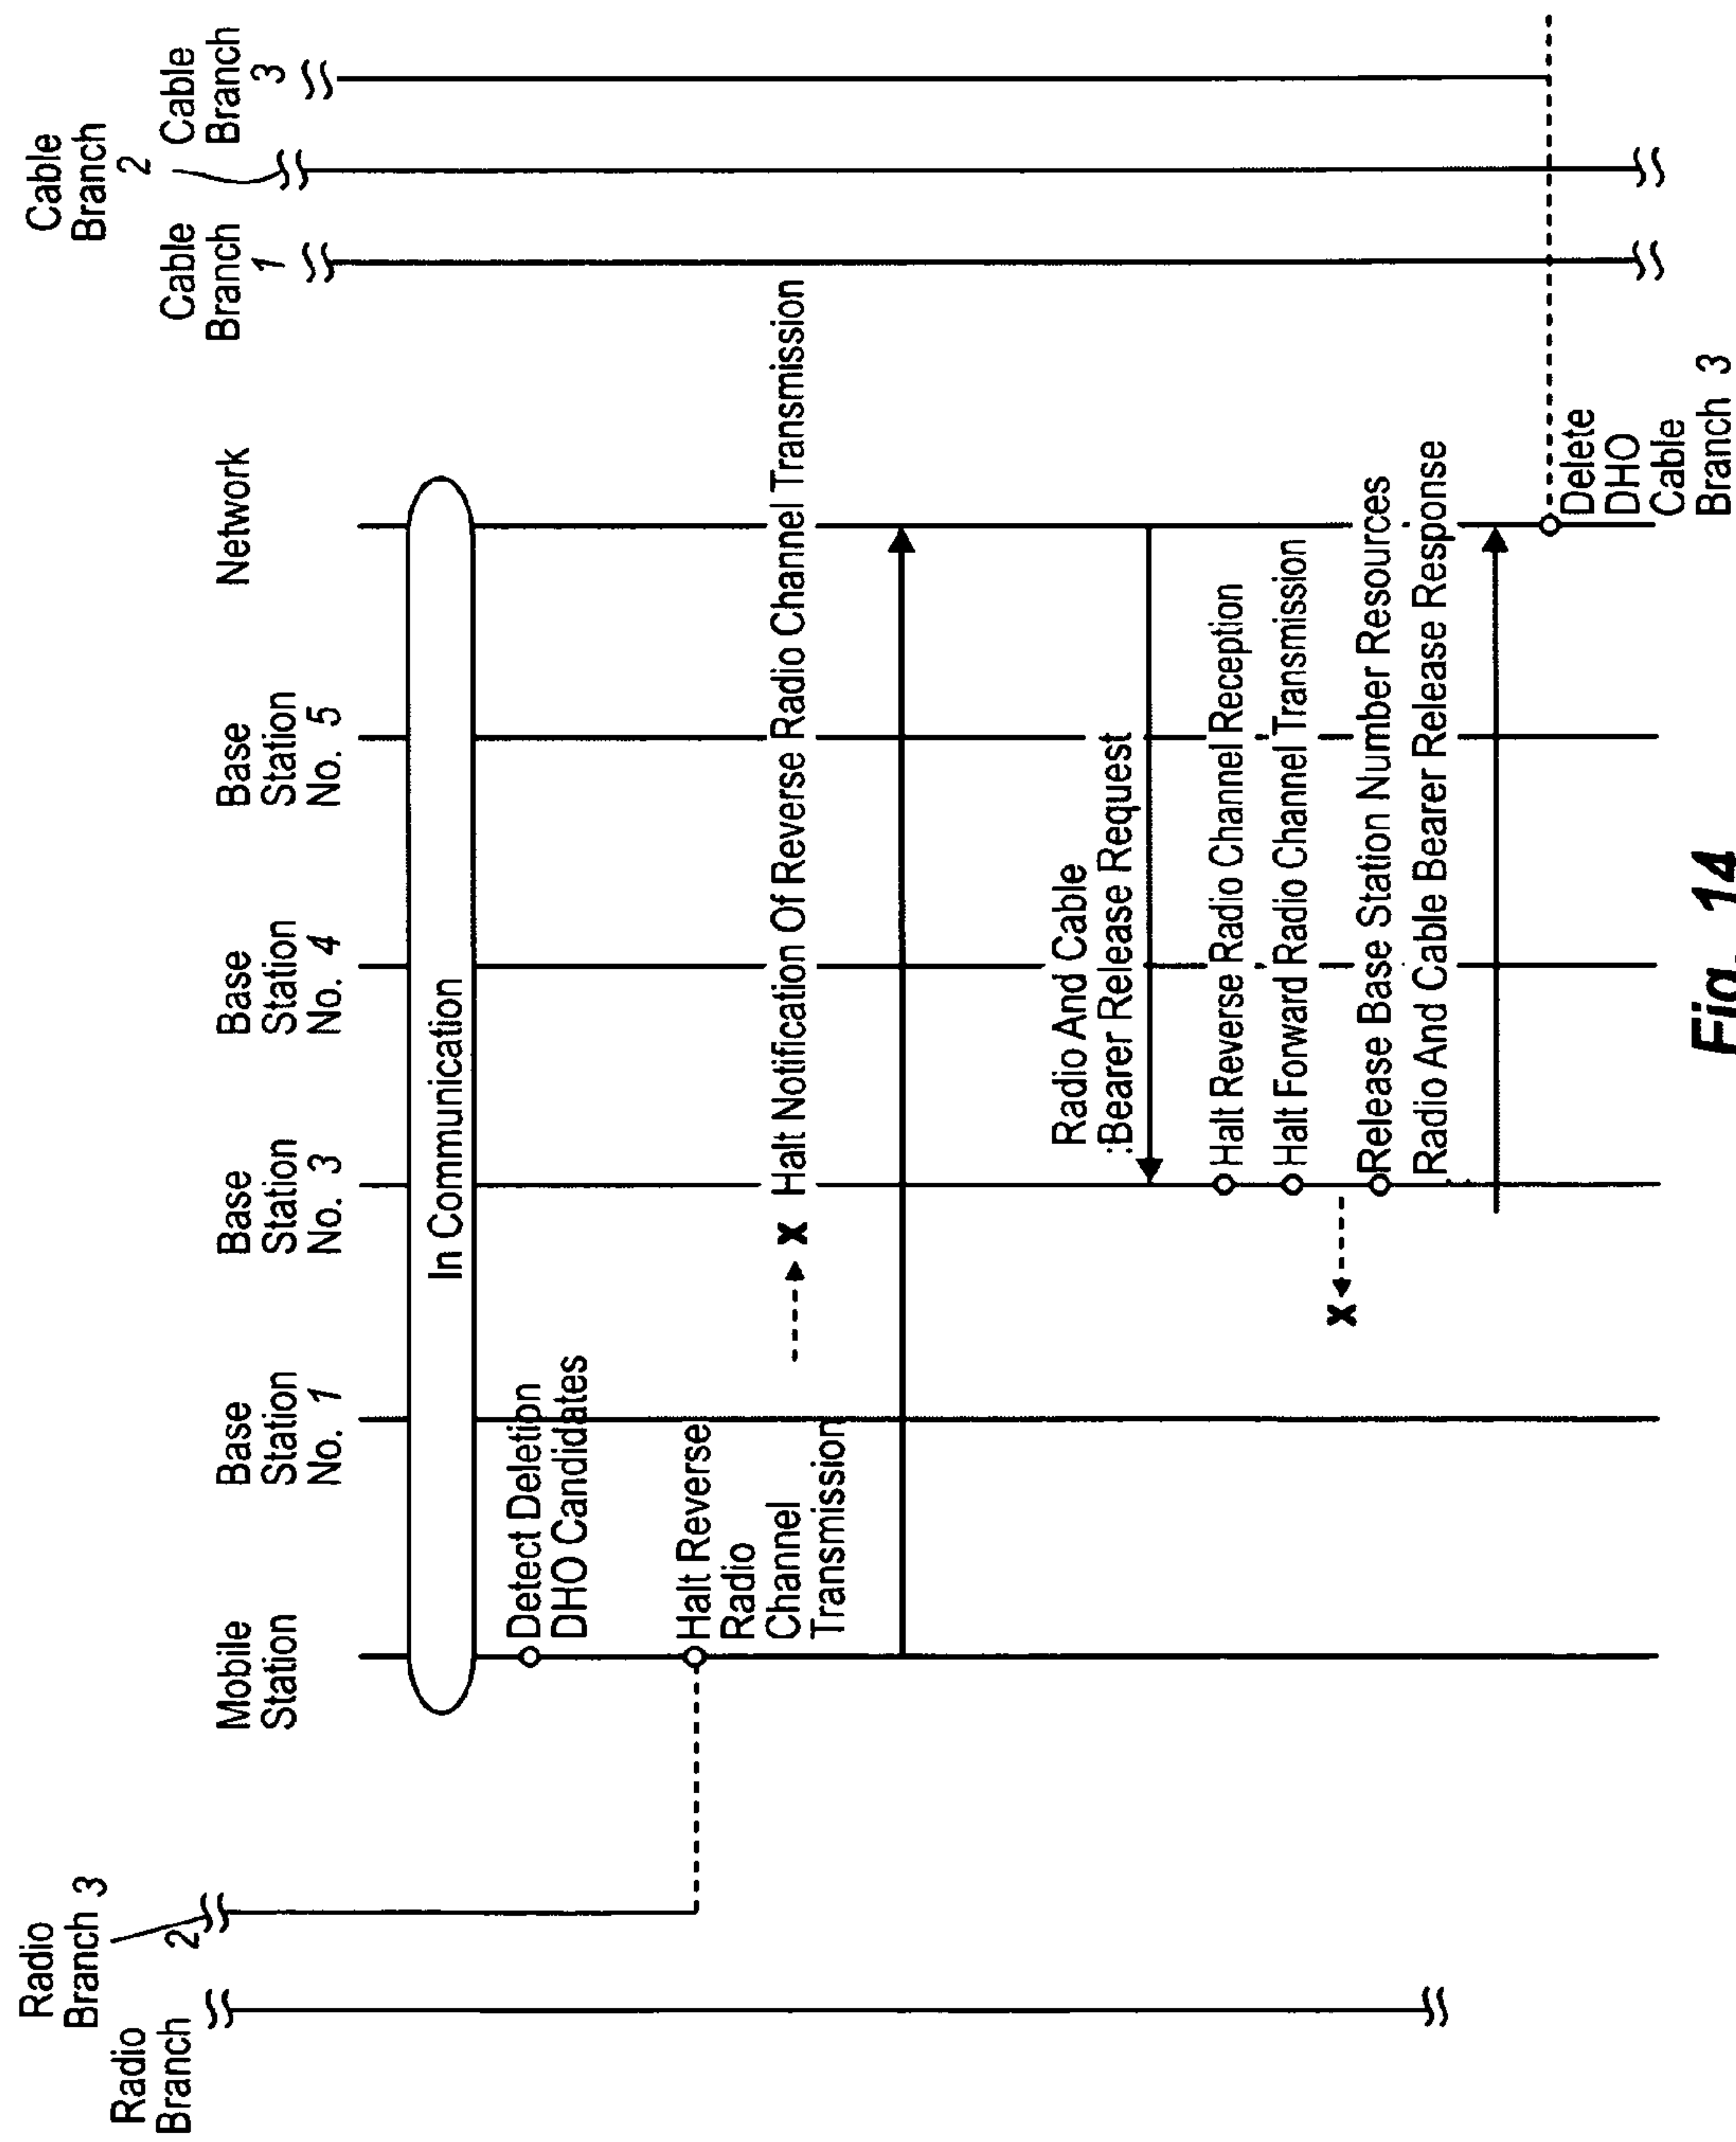 Radio
Branch 3
Radio
Branch
2
Mobile
Station
Base
Station
No. 1
Base
Station
No. 3
Base
Station
No. 4
Base
Station
No. 5
Network
Cable
Branch
1
Cable
Branch
2
Cable
Branch
3
In Communication
Detect Deletion
DHO Candidates
Halt Reverse
Radio
Channel
Transmission
x Halt Notification Of Reverse Radio Channel Transmission
Radio And Cable
:Bearer Release Request
Halt Reverse Radio Channel Reception
Halt Forward Radio Channel Transmission
x
Release Base Station Number Resources
Radio And Cable Bearer Release Response
Delete
DHO
Cable
Branch 3
Fig. 14